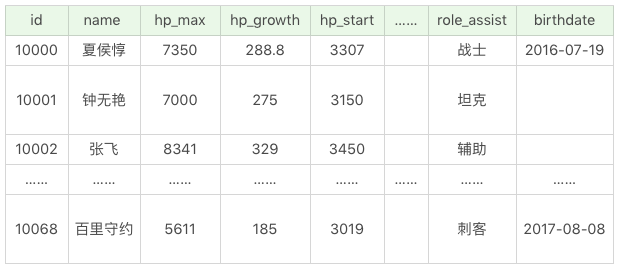 id name hp_max hp_growth hp_start …… role_assist birthdate
10000 夏侯惇 7350 288.8 3307 战士 2016-07-19
10001 钟无艳 7000 275 3150 坦克
10002 张飞 8341 329 3450 辅助
…… …… …… …… …… …… …… ……
10068 百里守约 5611 185 3019 刺客 2017-08-08